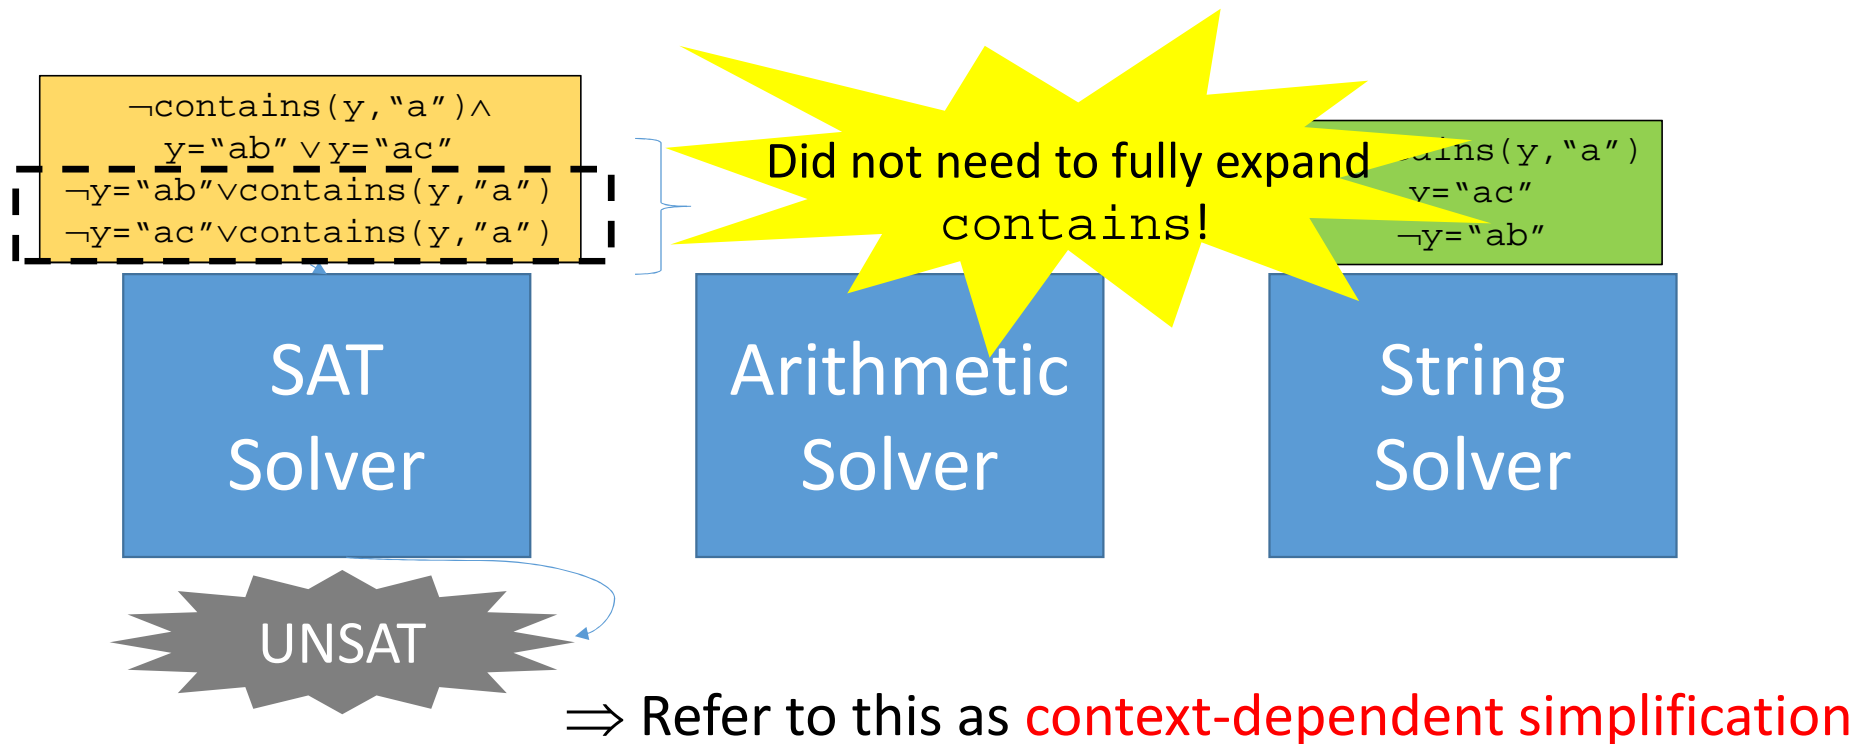 ¬contains(y,“a”)∧
y=“ab” ∨ y=“ac”
¬y=“ab”∨contains(y,”a”)
¬y=“ac”∨contains(y,”a”)
Did not need to fully expand
contains!
(y,“a”)
y=“ac”
¬y=“ab”
SAT
Solver
Arithmetic
Solver
String
Solver
UNSAT
⇒ Refer to this as context-dependent simplification